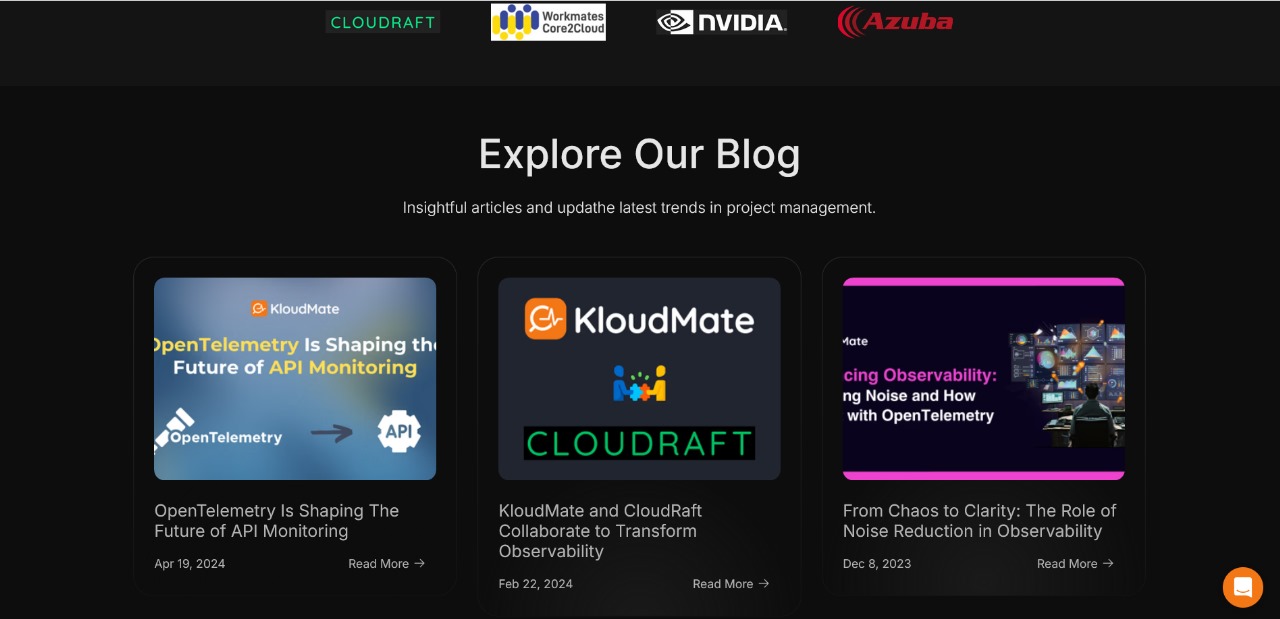 CLOUDRAFT
Workmates
Core2Cloud
NVIDIA.
Azuba
Explore Our Blog
Insightful articles and updathe latest trends in project management.
KloudMate
OpenTelemetry Is Shaping the
Future of API Monitoring
OpenTelemetry
API
OpenTelemetry Is Shaping The
Future of API Monitoring
Apr 19, 2024
Read More →
KloudMate
CLOUDRAFT
KloudMate and CloudRaft
Collaborate to Transform
Observability
Feb 22, 2024
Read More →
Mate
cing Observability:
ng Noise and How
with OpenTelemetry
From Chaos to Clarity: The Role of
Noise Reduction in Observability
Dec 8, 2023
Read More →